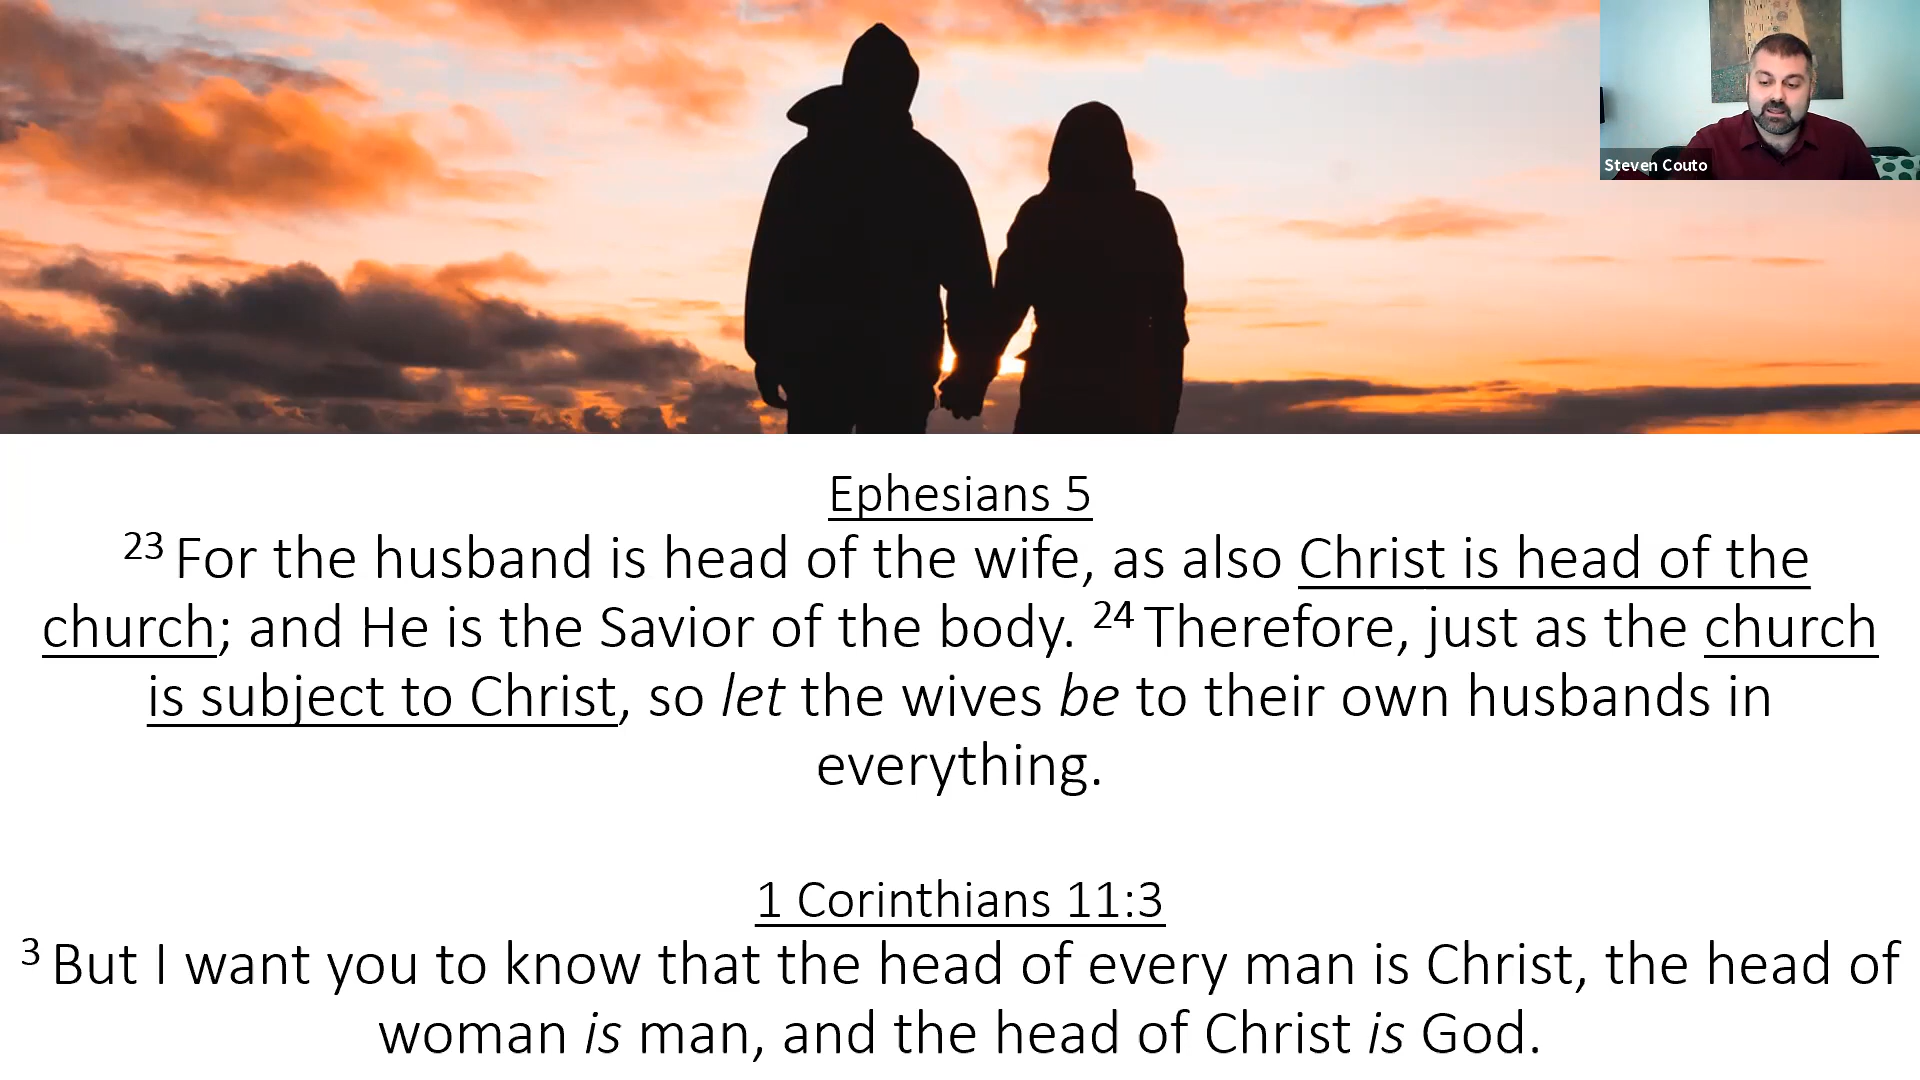 Steven Couto
Ephesians 5
23 For the husband is head of the wife, as also Christ is head of the
church; and He is the Savior of the body. 24 Therefore, just as the church
is subject to Christ, so let the wives be to their own husbands in
everything.
1 Corinthians 11:3
3 But I want you to know that the head of every man is Christ, the head of
woman is man, and the head of Christ is God.